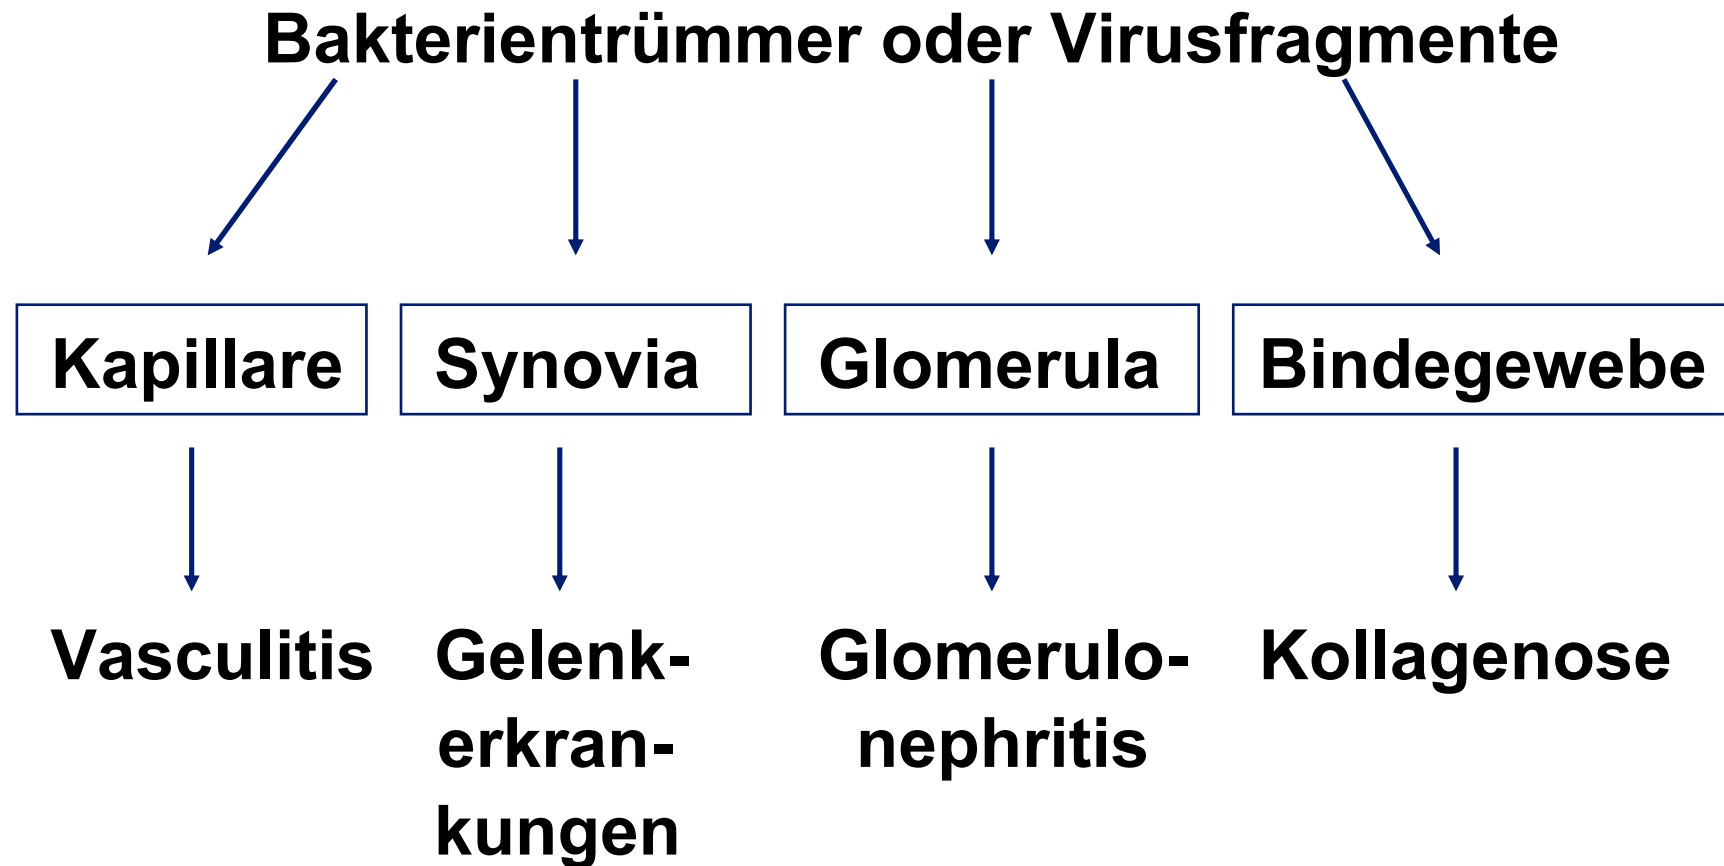 Bakterientrümmer oder Virusfragmente
Kapillare Synovia Glomerula Bindegewebe
Vasculitis Gelenk- Glomerulo- Kollagenose
erkran- nephritis
kungen